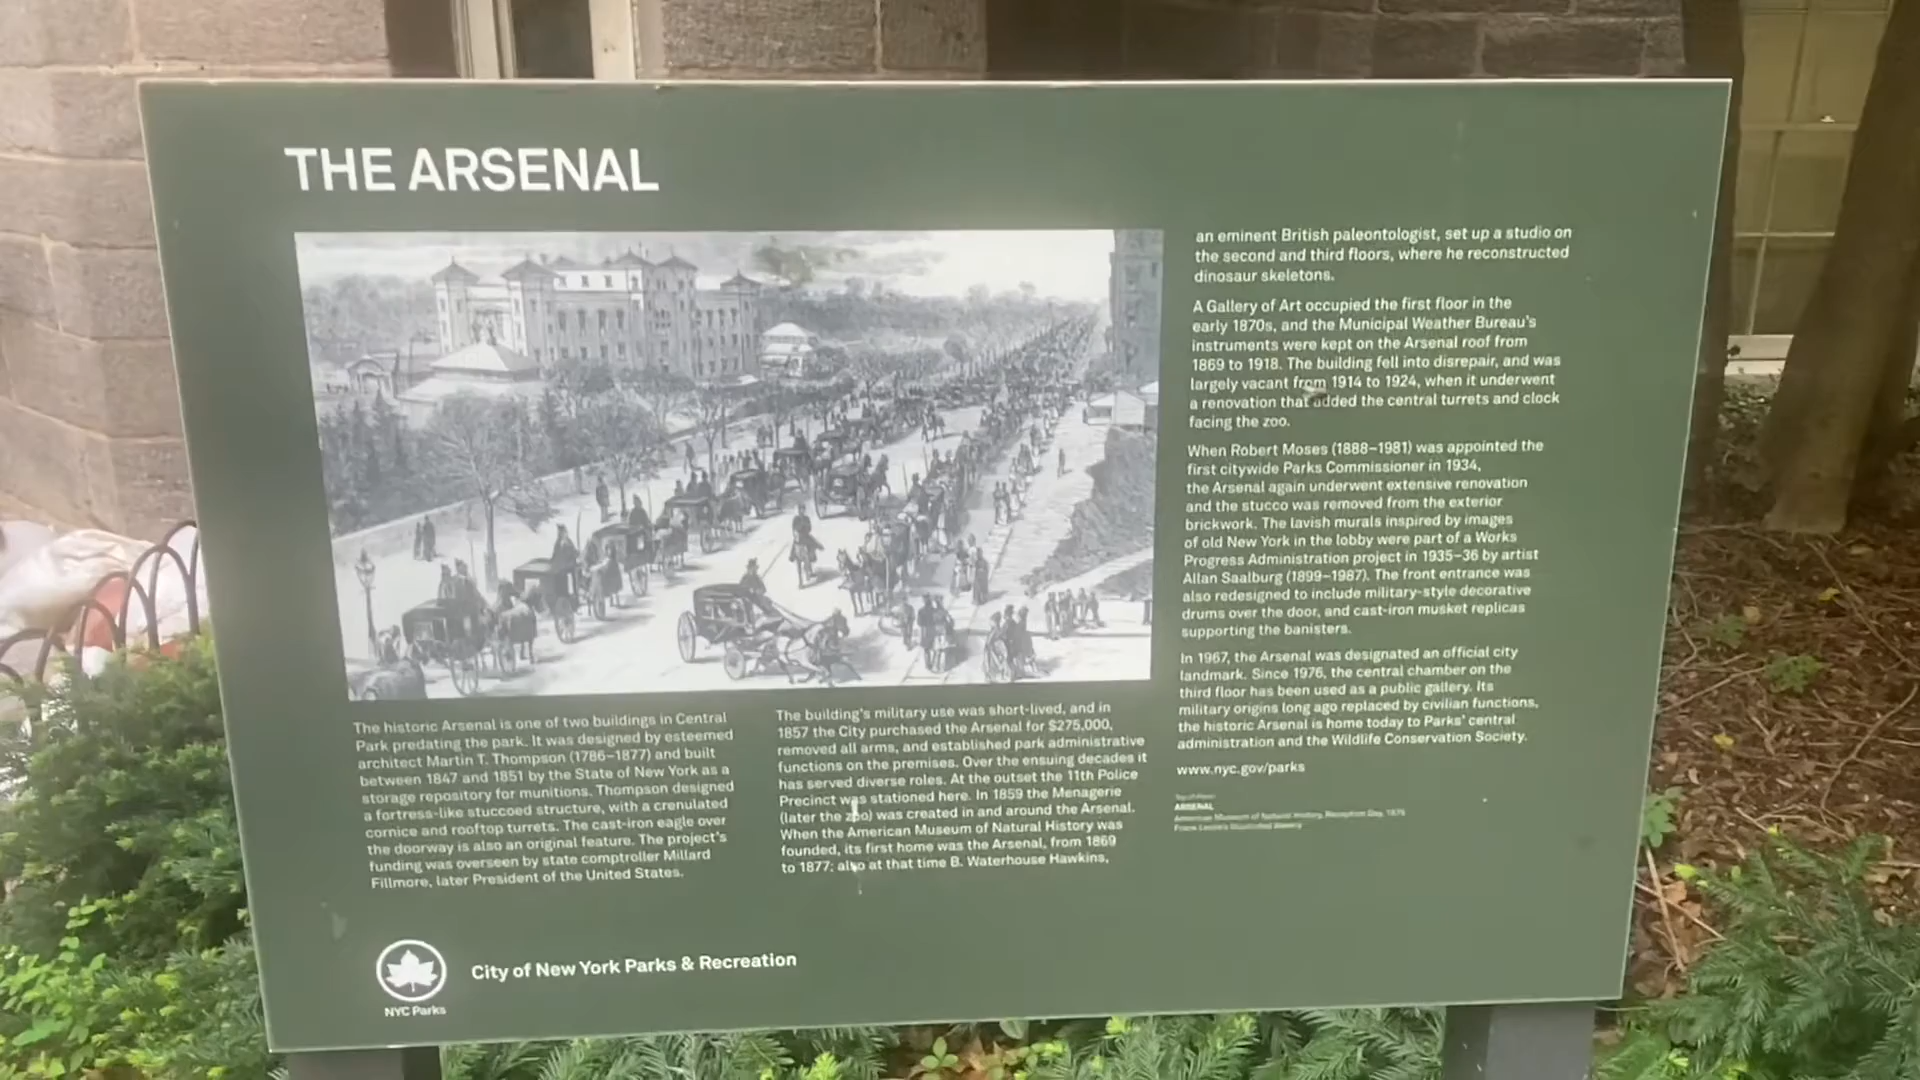 THE ARSENAL
The historic Arsenal is one of two buildings in Central
Park predating the park. It was designed by esteemed
architect Martin T. Thompson (1786–1877) and built
between 1847 and 1851 by the State of New York as a
storage repository for munitions. Thompson designed
a fortress-like stuccoed structure, with a crenulated
cornice and rooftop turrets. The cast-iron eagle over
the doorway is also an original feature. The project's
funding was overseen by state comptroller Millard
Fillmore, later President of the United States.
The building's military use was short-lived, and in
1857 the City purchased the Arsenal for $275,000,
removed all arms, and established park administrative
functions on the premises. Over the ensuing decades it
has served diverse roles. At the outset the 11th Police
Precinct was stationed here. In 1859 the Menagerie
(later the zoo) was created in and around the Arsenal.
When the American Museum of Natural History was
founded, its first home was the Arsenal, from 1869
to 1877; also at that time B. Waterhouse Hawkins,
an eminent British paleontologist, set up a studio on
the second and third floors, where he reconstructed
dinosaur skeletons.
A Gallery of Art occupied the first floor in the
early 1870s, and the Municipal Weather Bureau's
instruments were kept on the Arsenal roof from
1869 to 1918. The building fell into disrepair, and was
largely vacant from 1914 to 1924, when it underwent
a renovation that added the central turrets and clock
facing the zoo.
When Robert Moses (1888–1981) was appointed the
first citywide Parks Commissioner in 1934,
the Arsenal again underwent extensive renovation
and the stucco was removed from the exterior
brickwork. The lavish murals inspired by images
of old New York in the lobby were part of a Works
Progress Administration project in 1935–36 by artist
Allan Saalburg (1899–1987). The front entrance was
also redesigned to include military-style decorative
drums over the door, and cast-iron musket replicas
supporting the banisters.
In 1967, the Arsenal was designated an official city
landmark. Since 1976, the central chamber on the
third floor has been used as a public gallery. Its
military origins long ago replaced by civilian functions,
the historic Arsenal is home today to Parks' central
administration and the Wildlife Conservation Society.
www.nyc.gov/parks
ARSENAL
American Museum of Natural History, Reception Day,
Frank Leslie's Illustrated Weekly
NYC Parks
City of New York Parks & Recreation